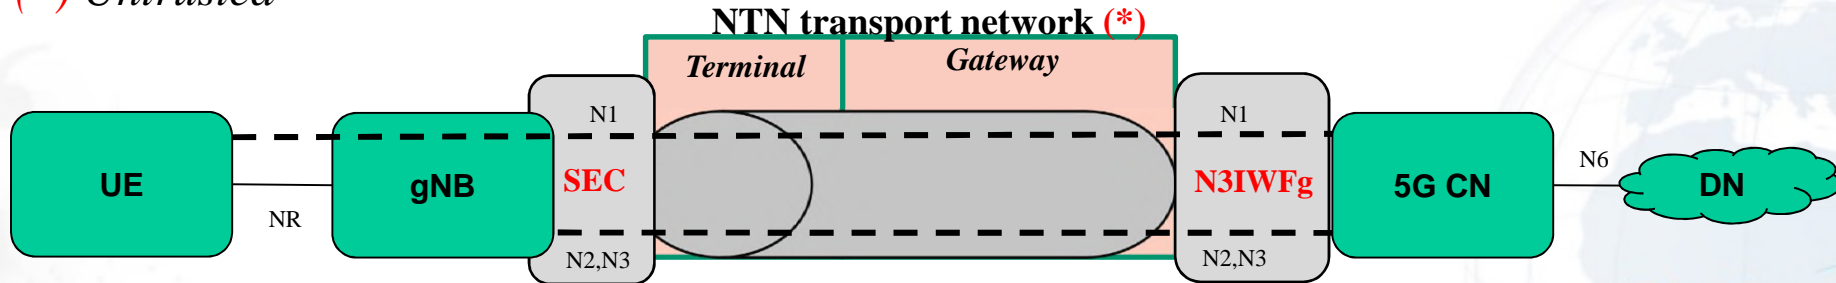 (*) Untrusted
NTN transport network (*)
Terminal
Gateway
N1
N1
UE
gNB
SEC
N3IWFg
5G CN
N6
DN
NR
N2,N3
N2,N3